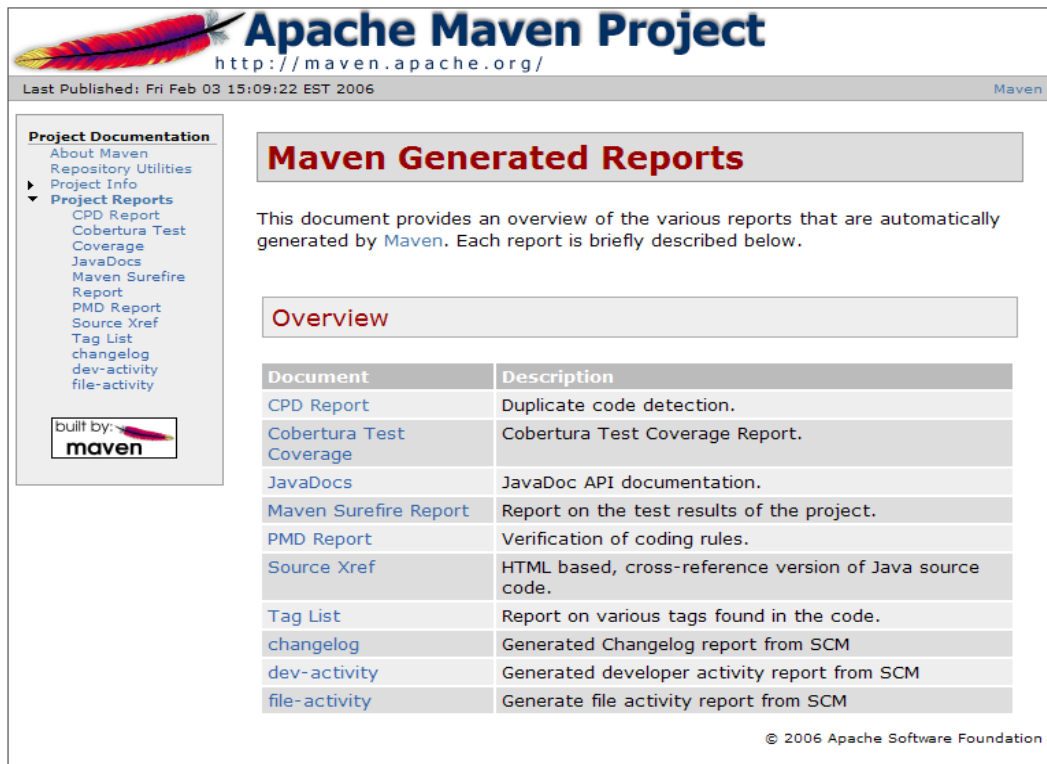 Apache Maven Project
http://maven.apache.org/
Last Published: Fri Feb 03 15:09:22 EST 2006
Maven
Project Documentation
About Maven
Repository Utilities
Project Info
Project Reports
CPD Report
Cobertura Test
Coverage
JavaDocs
Maven Surefire
Report
PMD Report
Source Xref
Tag List
changelog
dev-activity
file-activity
built by:
maven
Maven Generated Reports
This document provides an overview of the various reports that are automatically
generated by Maven. Each report is briefly described below.
Overview
Document Description
CPD Report Duplicate code detection.
Cobertura Test Cobertura Test Coverage Report.
Coverage
JavaDocs JavaDoc API documentation.
Maven Surefire Report Report on the test results of the project.
PMD Report Verification of coding rules.
Source Xref HTML based, cross-reference version of Java source
code.
Tag List Report on various tags found in the code.
changelog Generated Changelog report from SCM
dev-activity Generated developer activity report from SCM
file-activity Generate file activity report from SCM
© 2006 Apache Software Foundation